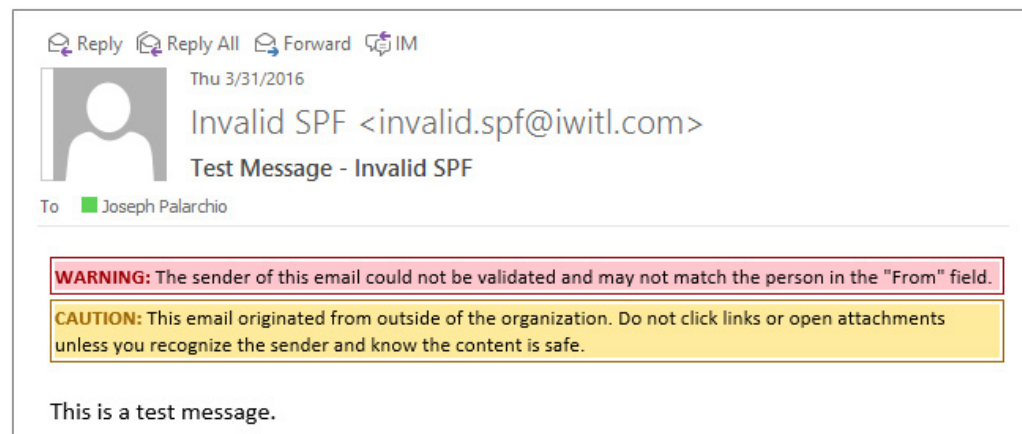 Reply Reply All Forward IM
Thu 3/31/2016
Invalid SPF <invalid.spf@iwitl.com>
Test Message - Invalid SPF
To Joseph Palarchio
WARNING: The sender of this email could not be validated and may not match the person in the "From" field.
CAUTION: This email originated from outside of the organization. Do not click links or open attachments
unless you recognize the sender and know the content is safe.
This is a test message.